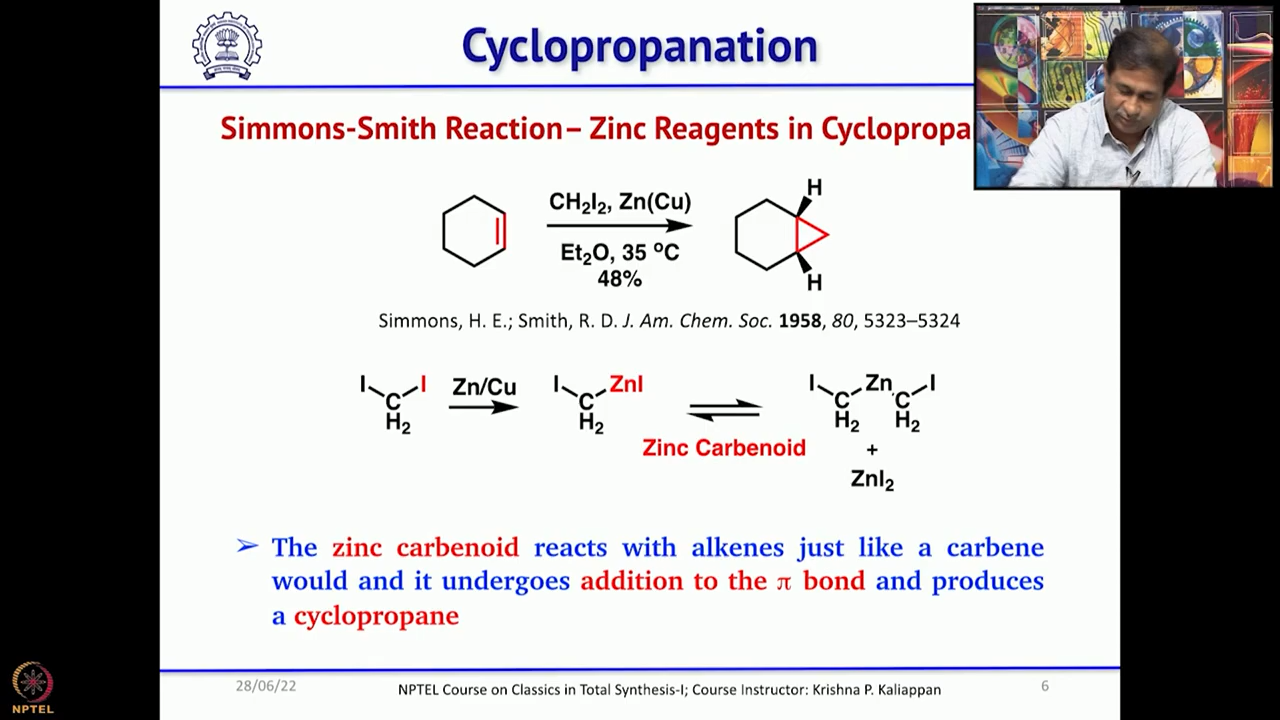 Cyclopropanation
Simmons-Smith Reaction– Zinc Reagents in Cyclopropa
CH2I2, Zn(Cu)
Et2O, 35 oC
48%
H
H
Simmons, H. E.; Smith, R. D. J. Am. Chem. Soc. 1958, 80, 5323–5324
I I Zn/Cu I ZnI I Zn I
C C C C
H2 H2 H2 H2
Zinc Carbenoid +
ZnI2
➢ The zinc carbenoid reacts with alkenes just like a carbene
would and it undergoes addition to the π bond and produces
a cyclopropane
28/06/22 NPTEL Course on Classics in Total Synthesis-I; Course Instructor: Krishna P. Kaliappan 6
NPTEL